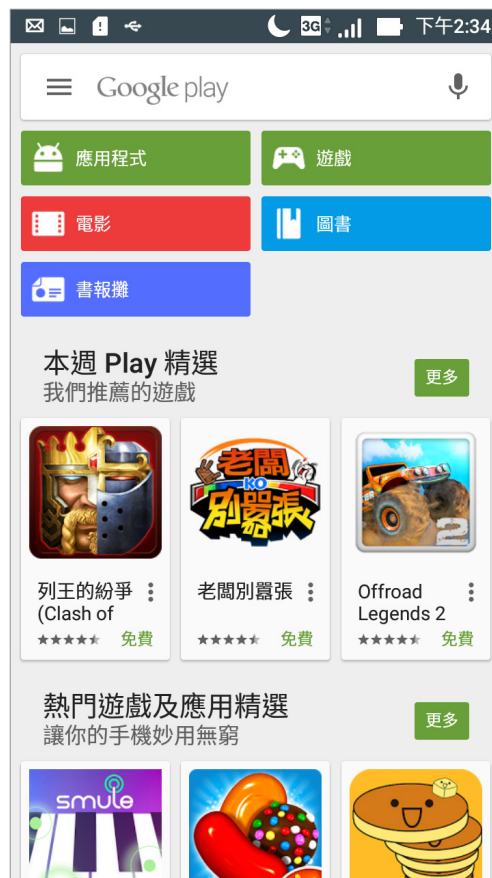 3G 下午2:34
Google play
應用程式
遊戲
電影
圖書
書報攤
本週 Play 精選
我們推薦的遊戲
更多
老闆
KO
別囂張
2
列王的紛爭
(Clash of
免費
老闆別囂張
免費
Offroad
Legends 2
免費
熱門遊戲及應用精選
讓你的手機妙用無窮
更多
smule